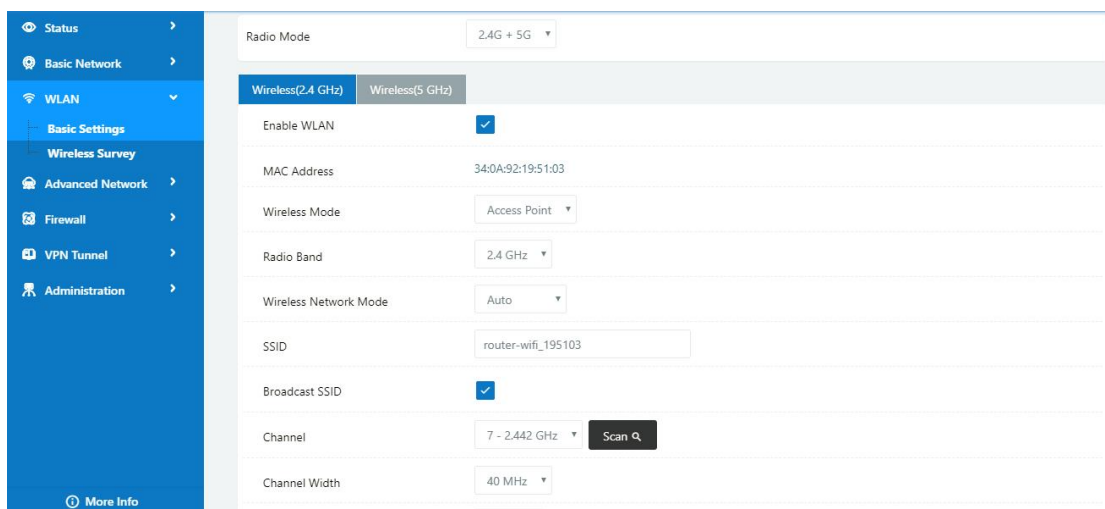 Status
Basic Network
WLAN
Basic Settings
Wireless Survey
Advanced Network
Firewall
VPN Tunnel
Administration
More Info
Radio Mode 2.4G + 5G
Wireless(2.4 GHz) Wireless(5 GHz)
Enable WLAN
MAC Address 34:0A:92:19:51:03
Wireless Mode Access Point
Radio Band 2.4 GHz
Wireless Network Mode Auto
SSID router-wifi_195103
Broadcast SSID
Channel 7 - 2.442 GHz Scan
Channel Width 40 MHz